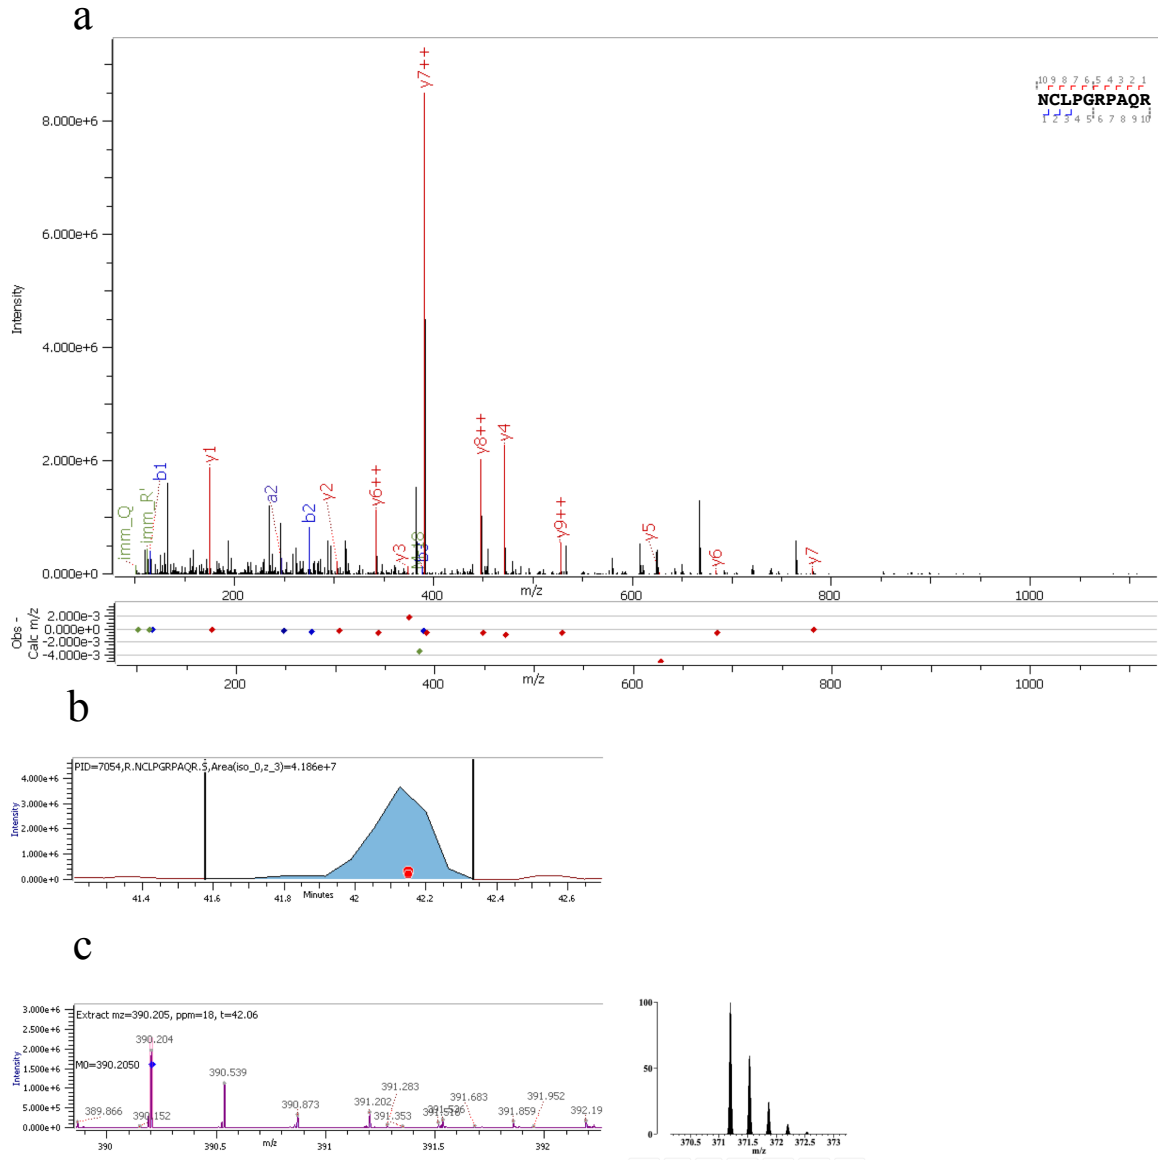 a
y7++
10 9 8 7 6 5 4 3 2 1
NCLPGRPAQR
1 2 3 4 5 6 7 8 9 10
8.000e+6
6.000e+6
Intensity
4.000e+6
y8++
y4
2.000e+6
b1
y1
imm_R'
a2
y2
y6++
b2
y9++
imm_Q
y3
y5
y6
y7
0.000e+0
200
400
600
800
1000
m/z
Obs -
Calc m/z
2.000e-3
0.000e+0
-2.000e-3
-4.000e-3
200
400
600
800
1000
m/z
b
PID=7054,R.NCLPGRPAQR.S,Area(iso_0,z_3)=4.186e+7
4.000e+6
3.000e+6
Intensity
2.000e+6
1.000e+6
0.000e+0
41.4
41.6
41.8
42
42.2
42.4
42.6
Minutes
c
3.000e+6
Extract mz=390.205, ppm=18, t=42.06
2.500e+6
2.000e+6
390.204
M0=390.2050
1.500e+6
Intensity
1.000e+6
390.539
5.000e+5
389.866
390.152
390.873
391.202
391.283
391.353
391.683
391.859
391.952
392.19
0.000e+0
390
390.5
391
391.5
392
m/z
100
50
0
370.5
371
371.5
372
372.5
373
m/z